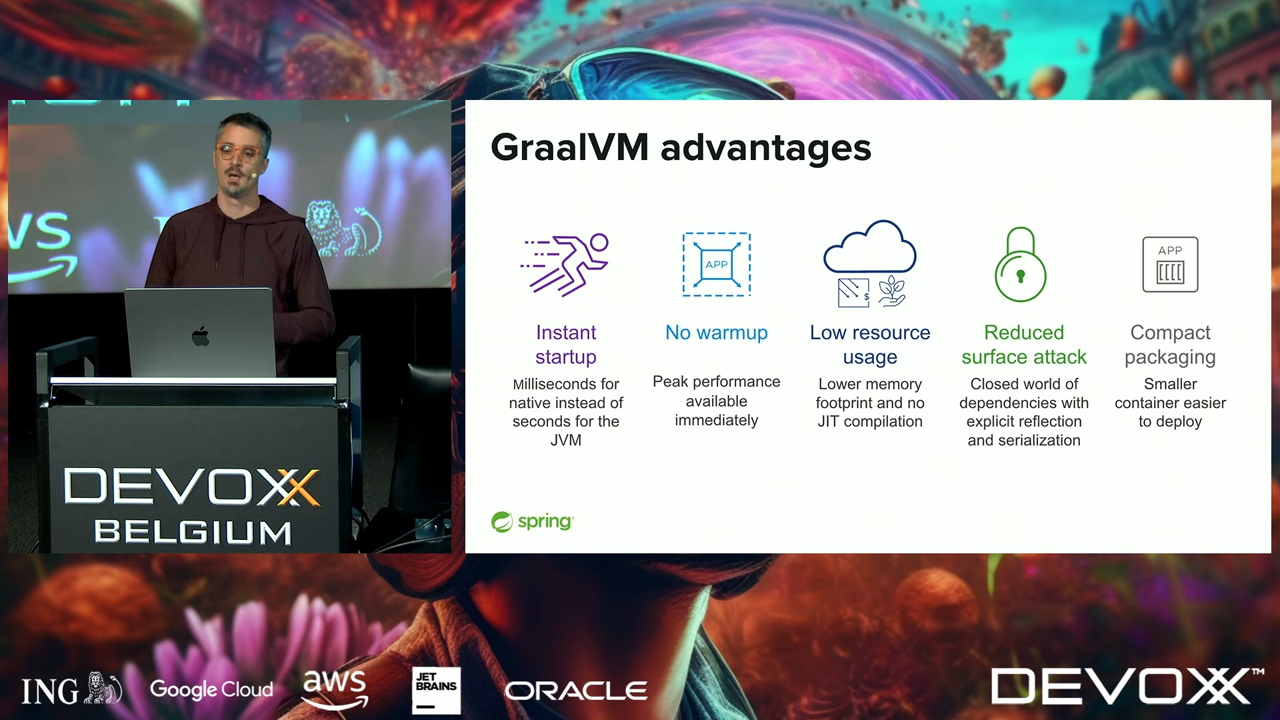 GraalVM advantages
APP
APP
Instant
startup
Milliseconds for
native instead of
seconds for the
JVM
No warmup
Peak performance
available
immediately
Low resource
usage
Lower memory
footprint and no
JIT compilation
Reduced
surface attack
Closed world of
dependencies with
explicit reflection
and serialization
Compact
packaging
Smaller
container easier
to deploy
$
spring
DEVOXX
BELGIUM
ING
Google Cloud
aws
JET
BRAINS
ORACLE
DEVOXX™